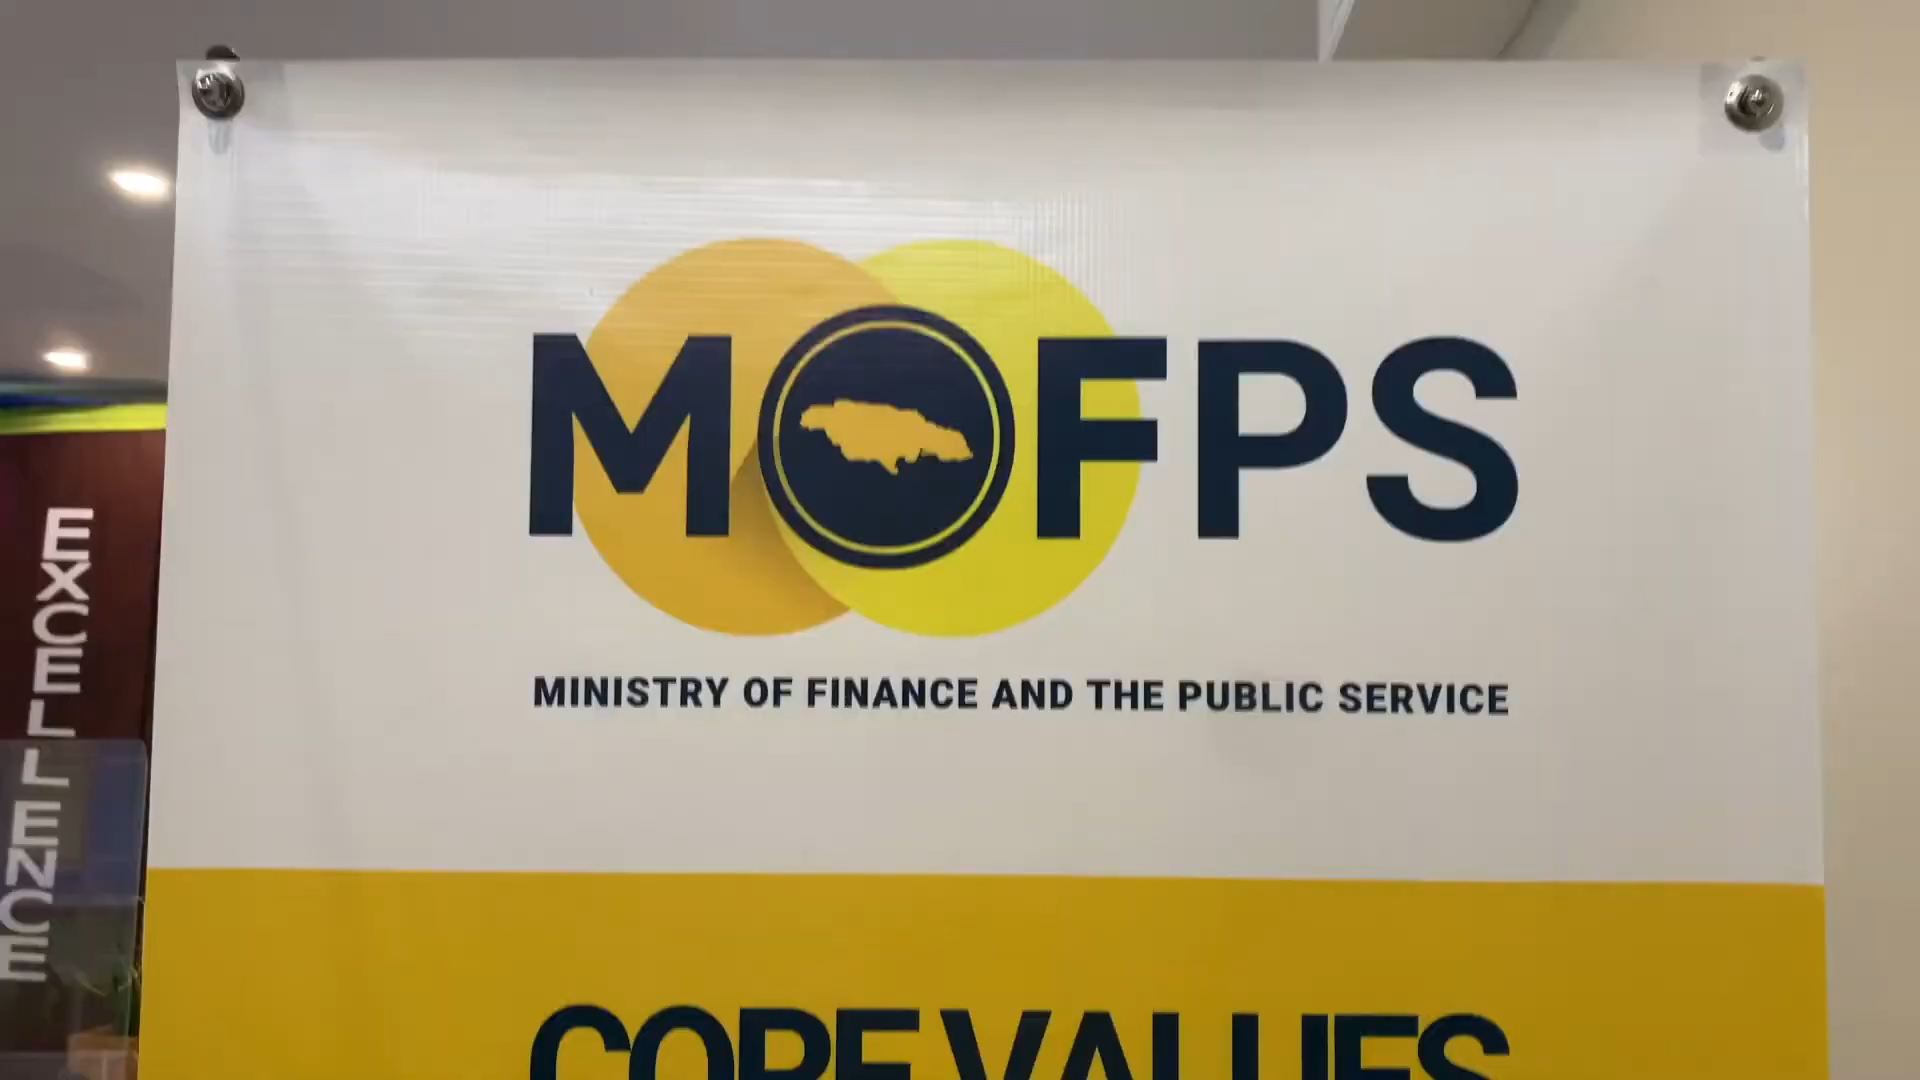 MOFPS
MINISTRY OF FINANCE AND THE PUBLIC SERVICE
CORE VALUES
EXCELLENCE